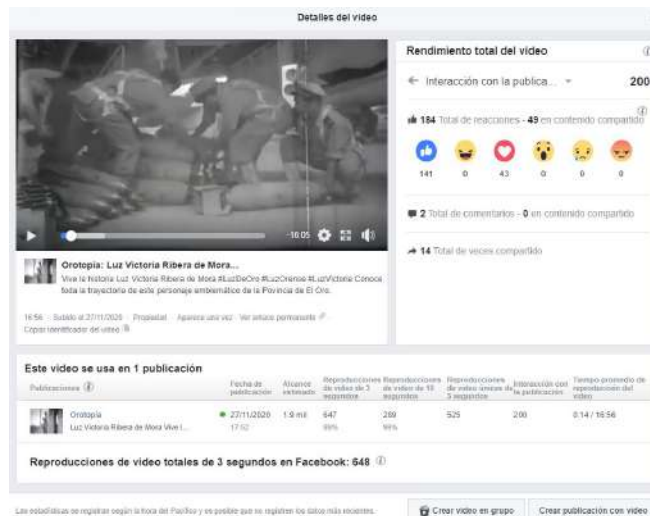 Detalles del video
Rendimiento total del video
Interacción con la publica... 200
184 Total de reacciones - 49 en contenido compartido
141 0 43 0 0 0
2 Total de comentarios - 0 en contenido compartido
14 Total de veces compartido
-16:05
Orotopía: Luz Victoria Ribera de Mora...
Vive la historia Luz Victoria Ribera de Mora #LuzDeOro #LuzOrense #LuzVictoria Conoce
toda la trayectoria de este personaje emblemático de la Povincia de El Oro.
16:56 · Subido el 27/11/2020 · Propiedad · Aparece una vez · Ver enlace permanente
Copiar identificador del video
Este video se usa en 1 publicación
Publicaciones
Fecha de publicación
Alcance estimado
Reproducciones de video de 3 segundos
Reproducciones de video de 10 segundos
Reproducciones de video únicas de 3 segundos
Interacción con la publicación
Tiempo promedio de reproducción del video
Orotopía 27/11/2020 1.9 mil 647 289 525 200 0:14 / 16:56
Luz Victoria Ribera de Mora Vive l... 17:52 99% 99%
Reproducciones de video totales de 3 segundos en Facebook: 648
Las estadísticas se registran según la hora del Pacífico y es posible que no registren los datos más recientes.
Crear video en grupo Crear publicación con video